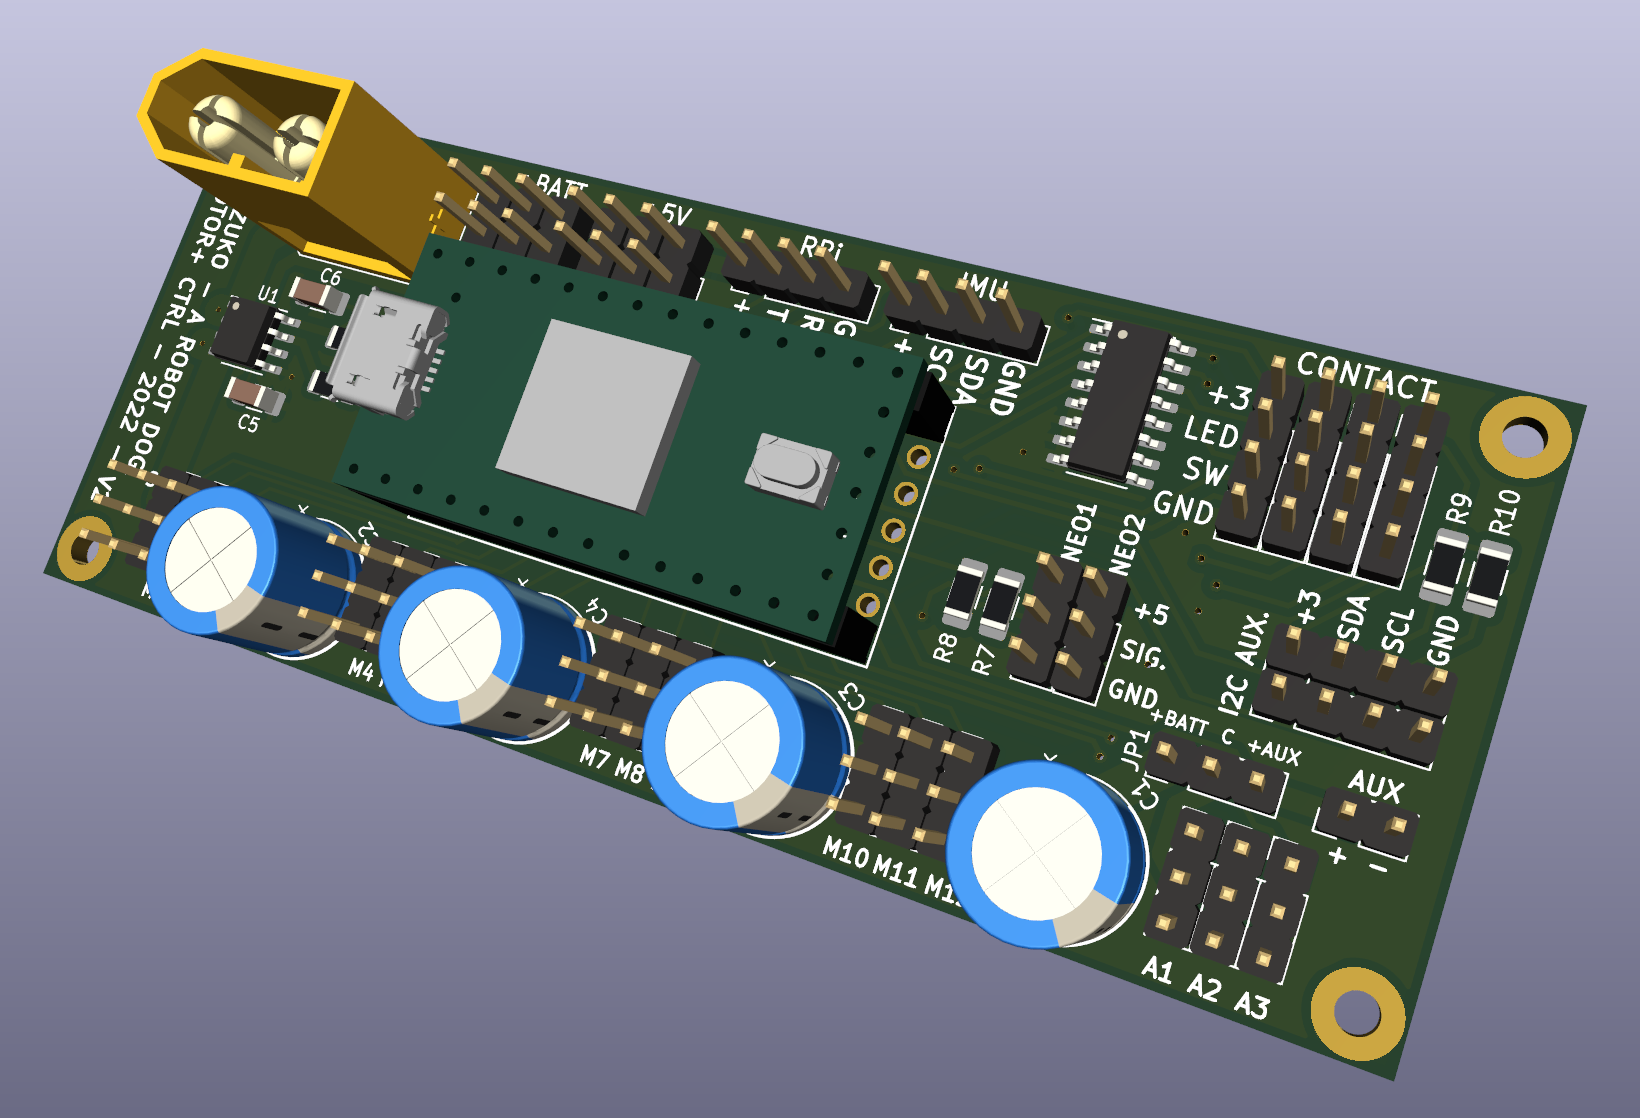 BATT
5V
RPi
IMU
ZUKO - A ROBOT DOG
CTRL - 2022 -
C6
U1
C5
+ T R G
+
SDA
GND
CONTACT
+3
LED
SW
GND
R9
R10
NEO1
NEO2
+5
SIG.
GND
R8
R7
+3
SDA
SCL
GND
I2C AUX.
+BATT C +AUX
JP1
AUX
+ -
C4
C3
M4
M7 M8
M10 M11
A1 A2 A3